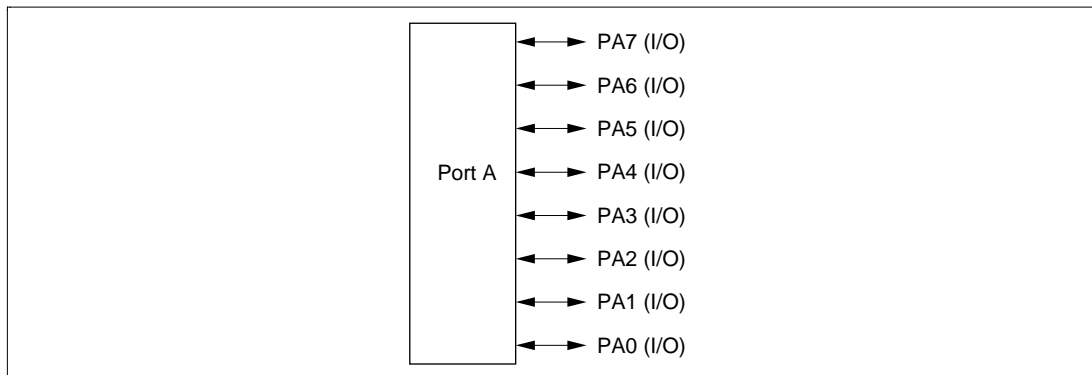 PA7 (I/O)
PA6 (I/O)
PA5 (I/O)
Port A
PA4 (I/O)
PA3 (I/O)
PA2 (I/O)
PA1 (I/O)
PA0 (I/O)